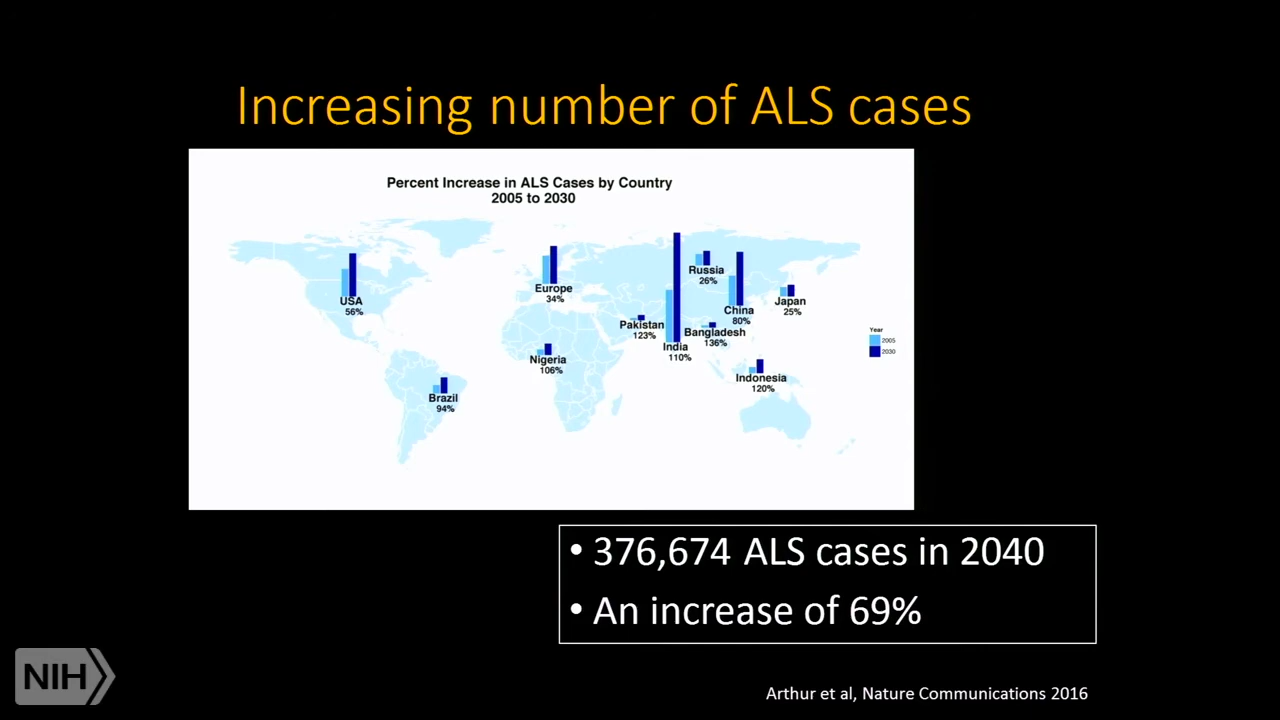 Increasing number of ALS cases
Percent Increase in ALS Cases by Country
2005 to 2030
USA
56%
Europe
34%
Russia
26%
China
80%
Japan
25%
Pakistan
123%
India
110%
Bangladesh
136%
Nigeria
106%
Indonesia
120%
Brazil
94%
Year
2005
2030
• 376,674 ALS cases in 2040
• An increase of 69%
NIH
Arthur et al, Nature Communications 2016